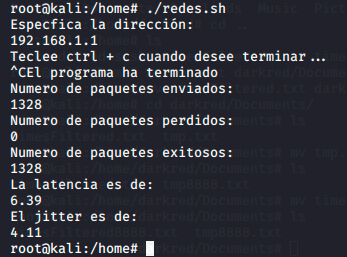 root@kali:/home# ./redes.sh
Especfica la dirección:
192.168.1.1
Teclee ctrl + c cuando desee terminar...
^CEl programa ha terminado
Numero de paquetes enviados:
1328
Numero de paquetes perdidos:
0
Numero de paquetes exitosos:
1328
La latencia es de:
6.39
El jitter es de:
4.11
root@kali:/home#